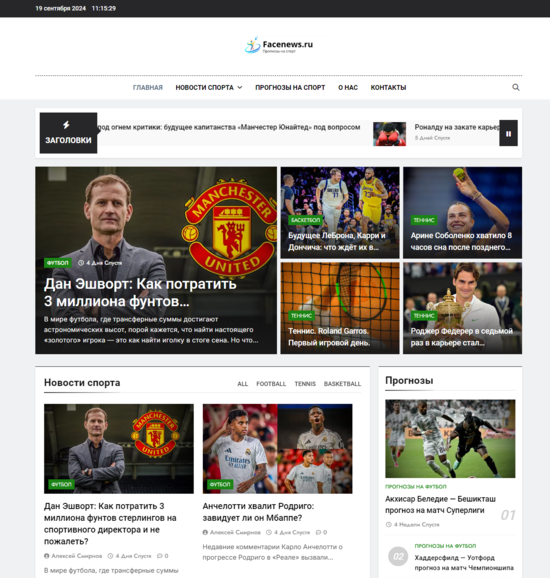 19 сентября 2024 11:15:29
Facenews.ru
Прогнозы на спорт
ГЛАВНАЯ НОВОСТИ СПОРТА ПРОГНОЗЫ НА СПОРТ О НАС КОНТАКТЫ
ЗАГОЛОВКИ
под огнем критики: будущее капитанства «Манчестер Юнайтед» под вопросом
Роналду на закате карьер
5 Дней Спустя
MANCHESTER
UNITED
ФУТБОЛ 4 Дня Спустя
Дан Эшворт: Как потратить
3 миллиона фунтов…
В мире футбола, где трансферные суммы достигают
астрономических высот, порой кажется, что найти настоящего
«золотого» игрока — это как найти иголку в стоге сена. Но что…
БАСКЕТБОЛ
Будущее ЛеБрона, Карри и
Дончича: что ждёт их в…
ТЕННИС
Арине Соболенко хватило 8
часов сна после позднего…
ТЕННИС
Теннис. Roland Garros.
Первый игровой день.
ТЕННИС
Роджер Федерер в седьмой
раз в карьере стал…
Новости спорта
ALL FOOTBALL TENNIS BASKETBALL
MANCHESTER
UNITED
ФУТБОЛ
Дан Эшворт: Как потратить 3
миллиона фунтов стерлингов на
спортивного директора и не
пожалеть?
Алексей Смирнов 4 Дня Спустя 0
В мире футбола, где трансферные суммы
ФУТБОЛ
Анчелотти хвалит Родриго:
завидует ли он Мбаппе?
Алексей Смирнов 4 Дня Спустя 0
Недавние комментарии Карло Анчелотти о
прогрессе Родриго в «Реале» вызвали…
Прогнозы
ПРОГНОЗЫ НА ФУТБОЛ
Акхисар Беледие — Бешикташ
прогноз на матч Суперлиги
4 Недели Спустя
01
02
ПРОГНОЗЫ НА ФУТБОЛ
Хаддерсфилд — Уотфорд
прогноз на матч Чемпионшипа